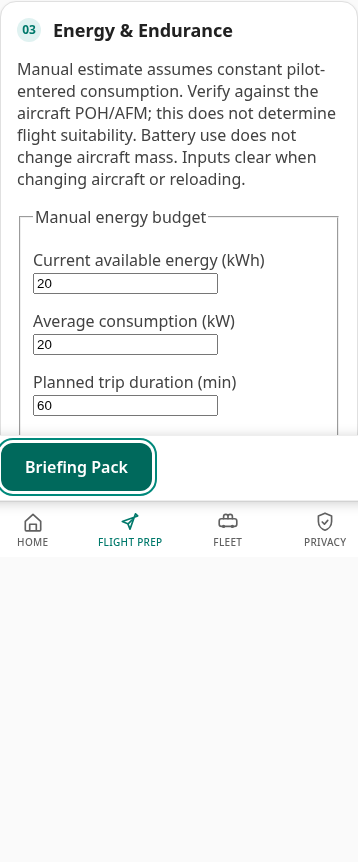 03 Energy & Endurance
Manual estimate assumes constant pilot-
entered consumption. Verify against the
aircraft POH/AFM; this does not determine
flight suitability. Battery use does not
change aircraft mass. Inputs clear when
changing aircraft or reloading.
Manual energy budget
Current available energy (kWh)
20
Average consumption (kW)
20
Planned trip duration (min)
60
Briefing Pack
HOME FLIGHT PREP FLEET PRIVACY